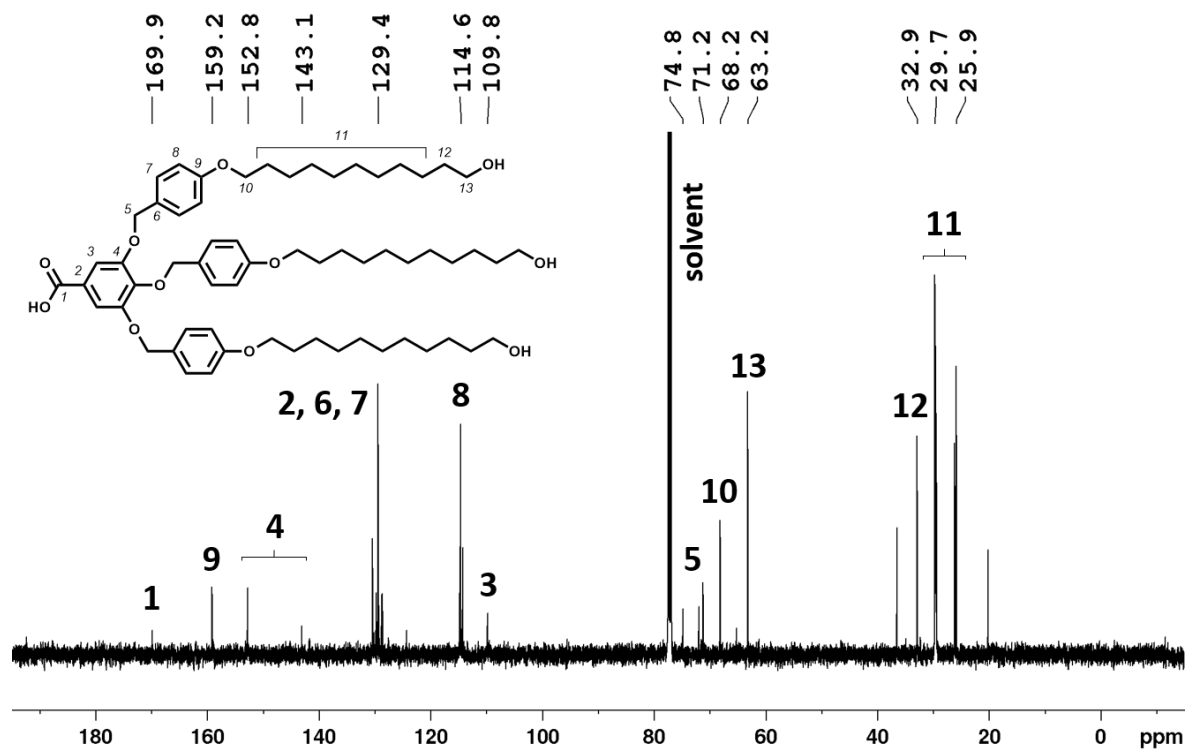 169.9 159.2 152.8 143.1 129.4 114.6 109.8 74.8 71.2 68.2 63.2 32.9 29.7 25.9
11
8 12 OH
7 9 O
10 13
5 6
3 4 O
O 2 O O OH
1
HO O
O OH
solvent
11
13
2, 6, 7 8
12
10
4
9 5
1 3
180 160 140 120 100 80 60 40 20 0 ppm